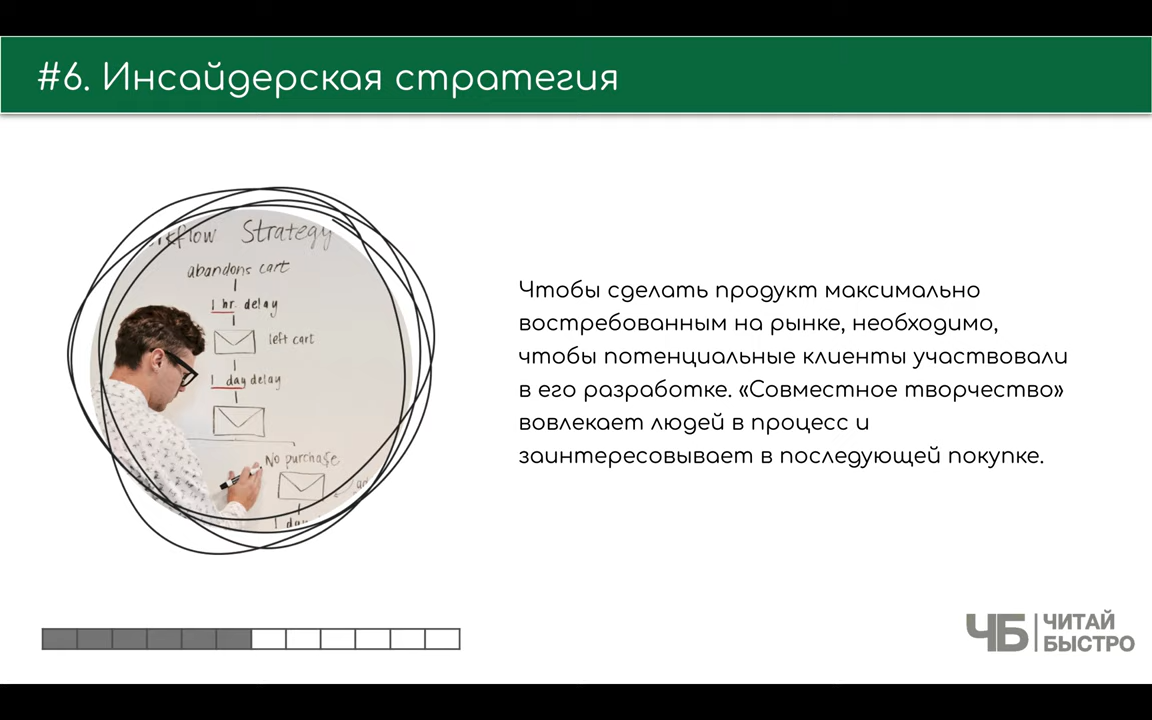 #6. Инсайдерская стратегия
Strategy
abandons cart
1 hr. delay
left cart
1 day delay
No purchase
1 day
Чтобы сделать продукт максимально
востребованным на рынке, необходимо,
чтобы потенциальные клиенты участвовали
в его разработке. «Совместное творчество»
вовлекает людей в процесс и
заинтересовывает в последующей покупке.
ЧБ
ЧИТАЙ
БЫСТРО